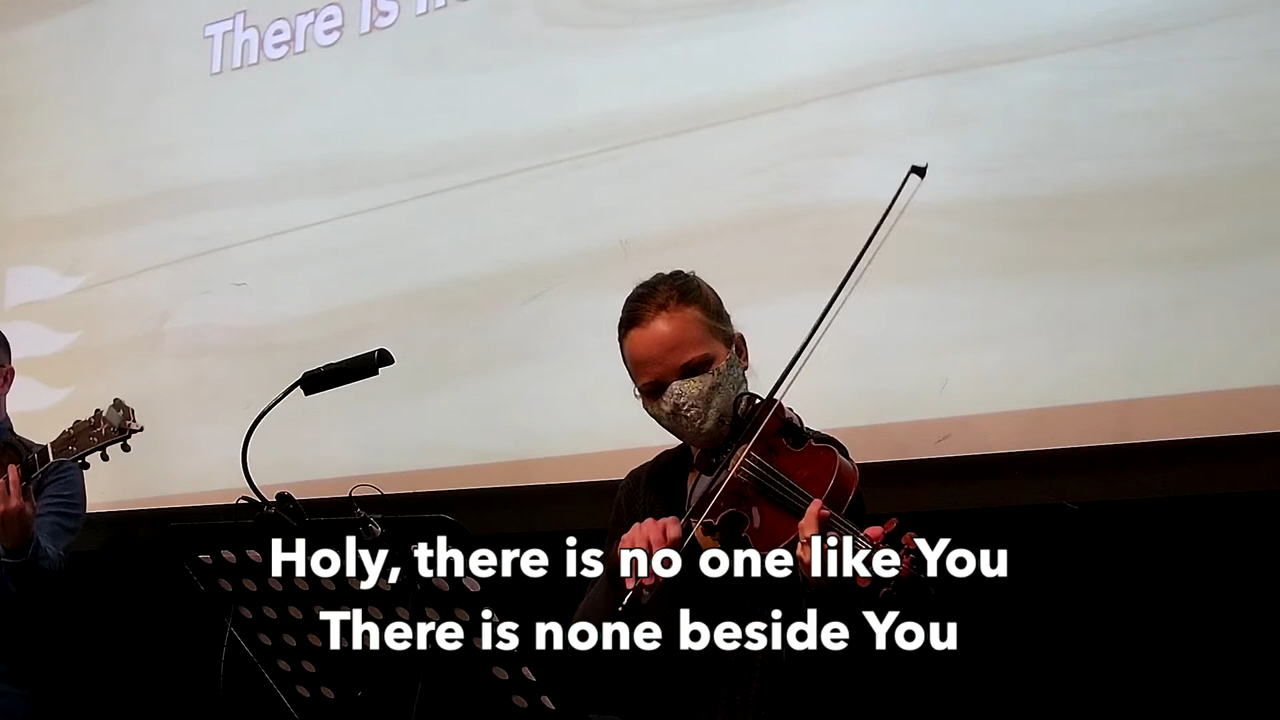 There is
Holy, there is no one like You
There is none beside You